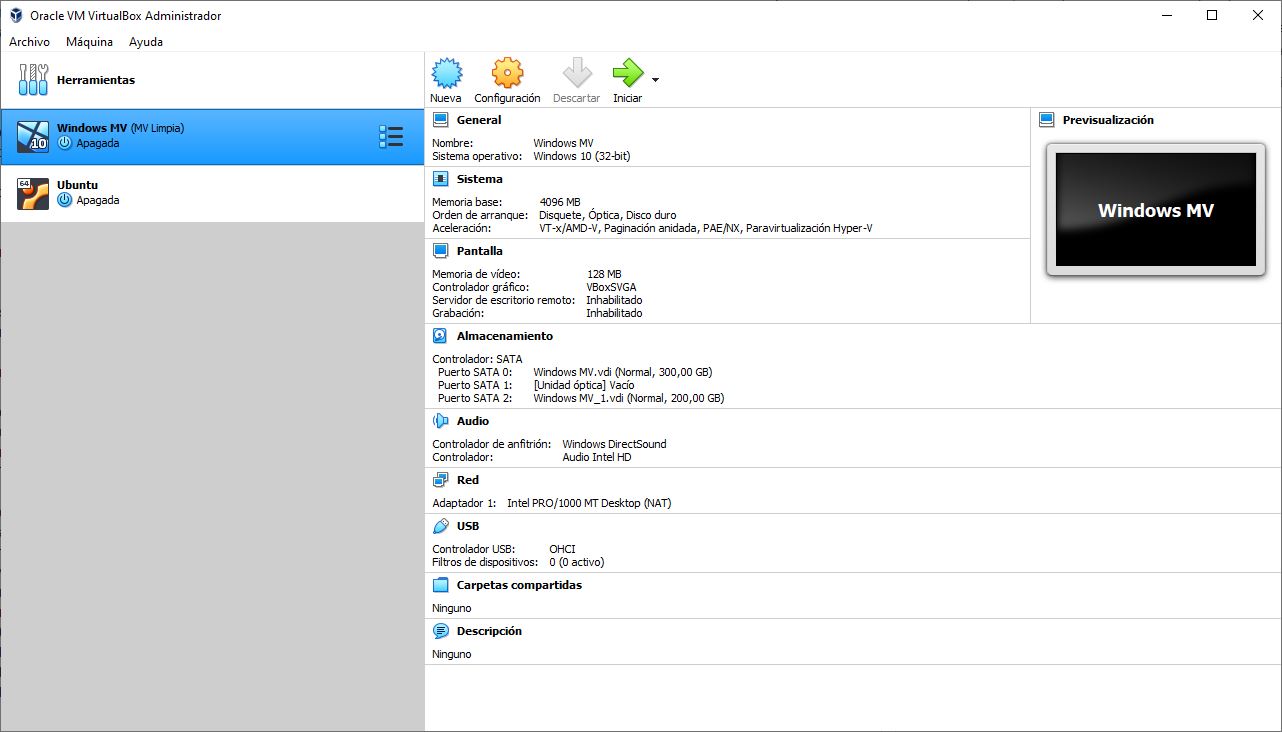 Oracle VM VirtualBox Administrador
Archivo Máquina Ayuda
Herramientas
Windows MV (MV Limpia)
10
Apagada
64
Ubuntu
Apagada
Nueva Configuración Descartar Iniciar
General
Nombre: Windows MV
Sistema operativo: Windows 10 (32-bit)
Sistema
Memoria base: 4096 MB
Orden de arranque: Disquete, Óptica, Disco duro
Aceleración: VT-x/AMD-V, Paginación anidada, PAE/NX, Paravirtualización Hyper-V
Pantalla
Memoria de vídeo: 128 MB
Controlador gráfico: VBoxSVGA
Servidor de escritorio remoto: Inhabilitado
Grabación: Inhabilitado
Previsualización
Windows MV
Almacenamiento
Controlador: SATA
Puerto SATA 0: Windows MV.vdi (Normal, 300,00 GB)
Puerto SATA 1: [Unidad óptica] Vacío
Puerto SATA 2: Windows MV_1.vdi (Normal, 200,00 GB)
Audio
Controlador de anfitrión: Windows DirectSound
Controlador: Audio Intel HD
Red
Adaptador 1: Intel PRO/1000 MT Desktop (NAT)
USB
Controlador USB: OHCI
Filtros de dispositivos: 0 (0 activo)
Carpetas compartidas
Ninguno
Descripción
Ninguno